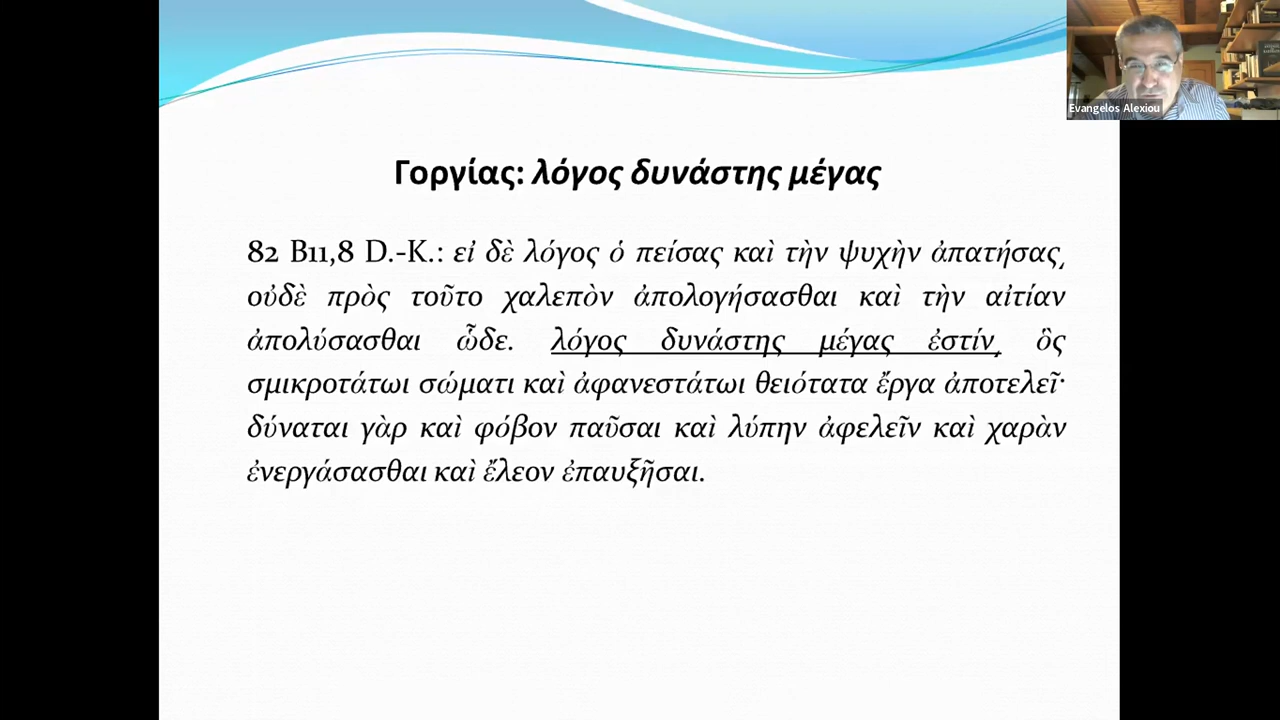 Evangelos Alexiou
Γοργίας: λόγος δυνάστης μέγας
82 B11,8 D.-K.: εἰ δὲ λόγος ὁ πείσας καὶ τὴν ψυχὴν ἀπατήσας,
οὐδὲ πρὸς τοῦτο χαλεπὸν ἀπολογήσασθαι καὶ τὴν αἰτίαν
ἀπολύσασθαι ὧδε. λόγος δυνάστης μέγας ἐστίν, ὃς
σμικροτάτωι σώματι καὶ ἀφανεστάτωι θειότατα ἔργα ἀποτελεῖ·
δύναται γὰρ καὶ φόβον παῦσαι καὶ λύπην ἀφελεῖν καὶ χαρὰν
ἐνεργάσασθαι καὶ ἔλεον ἐπαυξῆσαι.